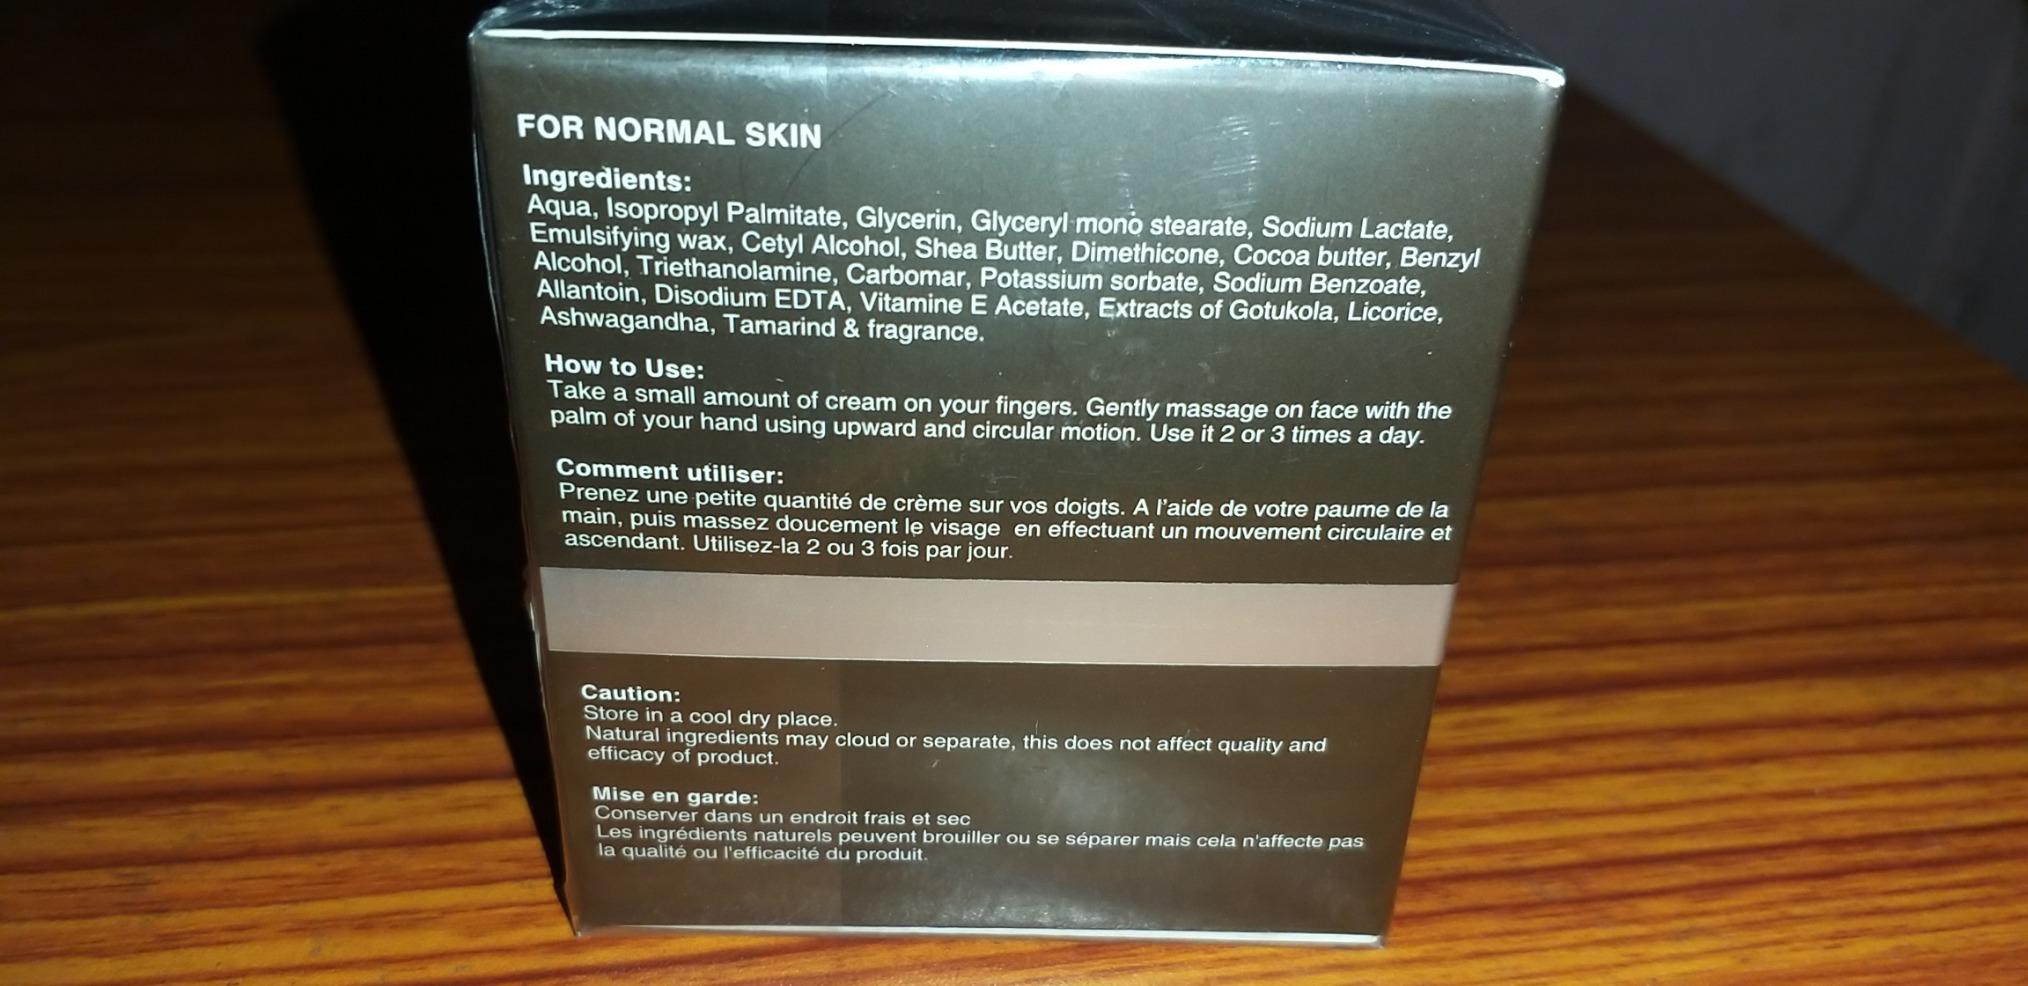 FOR NORMAL SKIN
Ingredients:
Aqua, Isopropyl Palmitate, Glycerin, Glyceryl mono stearate, Sodium Lactate,
Emulsifying wax, Cetyl Alcohol, Shea Butter, Dimethicone, Cocoa butter, Benzyl
Alcohol, Triethanolamine, Carbomar, Potassium sorbate, Sodium Benzoate,
Allantoin, Disodium EDTA, Vitamine E Acetate, Extracts of Gotukola, Licorice,
Ashwagandha, Tamarind & fragrance.
How to Use:
Take a small amount of cream on your fingers. Gently massage on face with the
palm of your hand using upward and circular motion. Use it 2 or 3 times a day.
Comment utiliser:
Prenez une petite quantité de crème sur vos doigts. A l'aide de votre paume de la
main, puis massez doucement le visage en effectuant un mouvement circulaire et
ascendant. Utilisez-la 2 ou 3 fois par jour.
Caution:
Store in a cool dry place.
Natural ingredients may cloud or separate, this does not affect quality and
efficacy of product.
Mise en garde:
Conserver dans un endroit frais et sec
Les ingrédients naturels peuvent brouiller ou se séparer mais cela n'affecte pas
la qualité ou l'efficacité du produit.